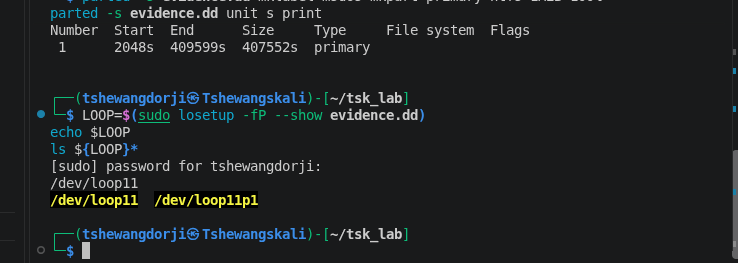 parted -s evidence.dd unit s print
Number  Start  End      Size     Type     File system  Flags
 1      2048s  409599s  407552s  primary
┌──(tshewangdorji㉿Tshewangskali)-[~/tsk_lab]
└─$ LOOP=$(sudo losetup -fP --show evidence.dd)
echo $LOOP
ls ${LOOP}*
[sudo] password for tshewangdorji:
/dev/loop11
/dev/loop11  /dev/loop11p1
┌──(tshewangdorji㉿Tshewangskali)-[~/tsk_lab]
└─$